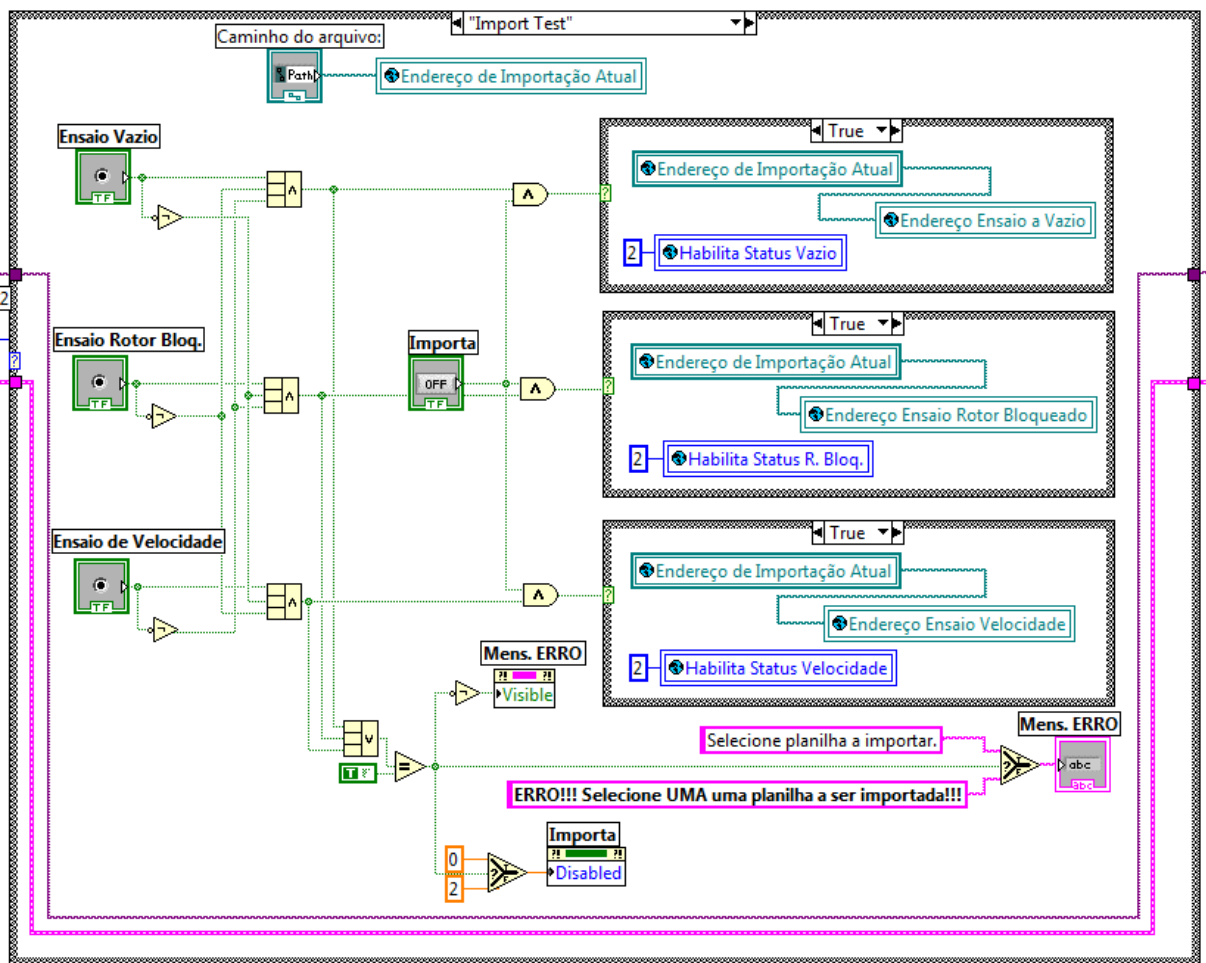 "Import Test"
Caminho do arquivo:
Path
Endereço de Importação Atual
Ensaio Vazio
TF
True
Endereço de Importação Atual
Endereço Ensaio a Vazio
2
Habilita Status Vazio
2
Ensaio Rotor Bloq.
TF
Importa
OFF
TF
True
Endereço de Importação Atual
Endereço Ensaio Rotor Bloqueado
2
Habilita Status R. Bloq.
Ensaio de Velocidade
TF
True
Endereço de Importação Atual
Endereço Ensaio Velocidade
2
Habilita Status Velocidade
Mens. ERRO
Visible
Selecione planilha a importar.
Mens. ERRO
abc
abc
T
ERRO!!! Selecione UMA uma planilha a ser importada!!!
Importa
0
2
Disabled